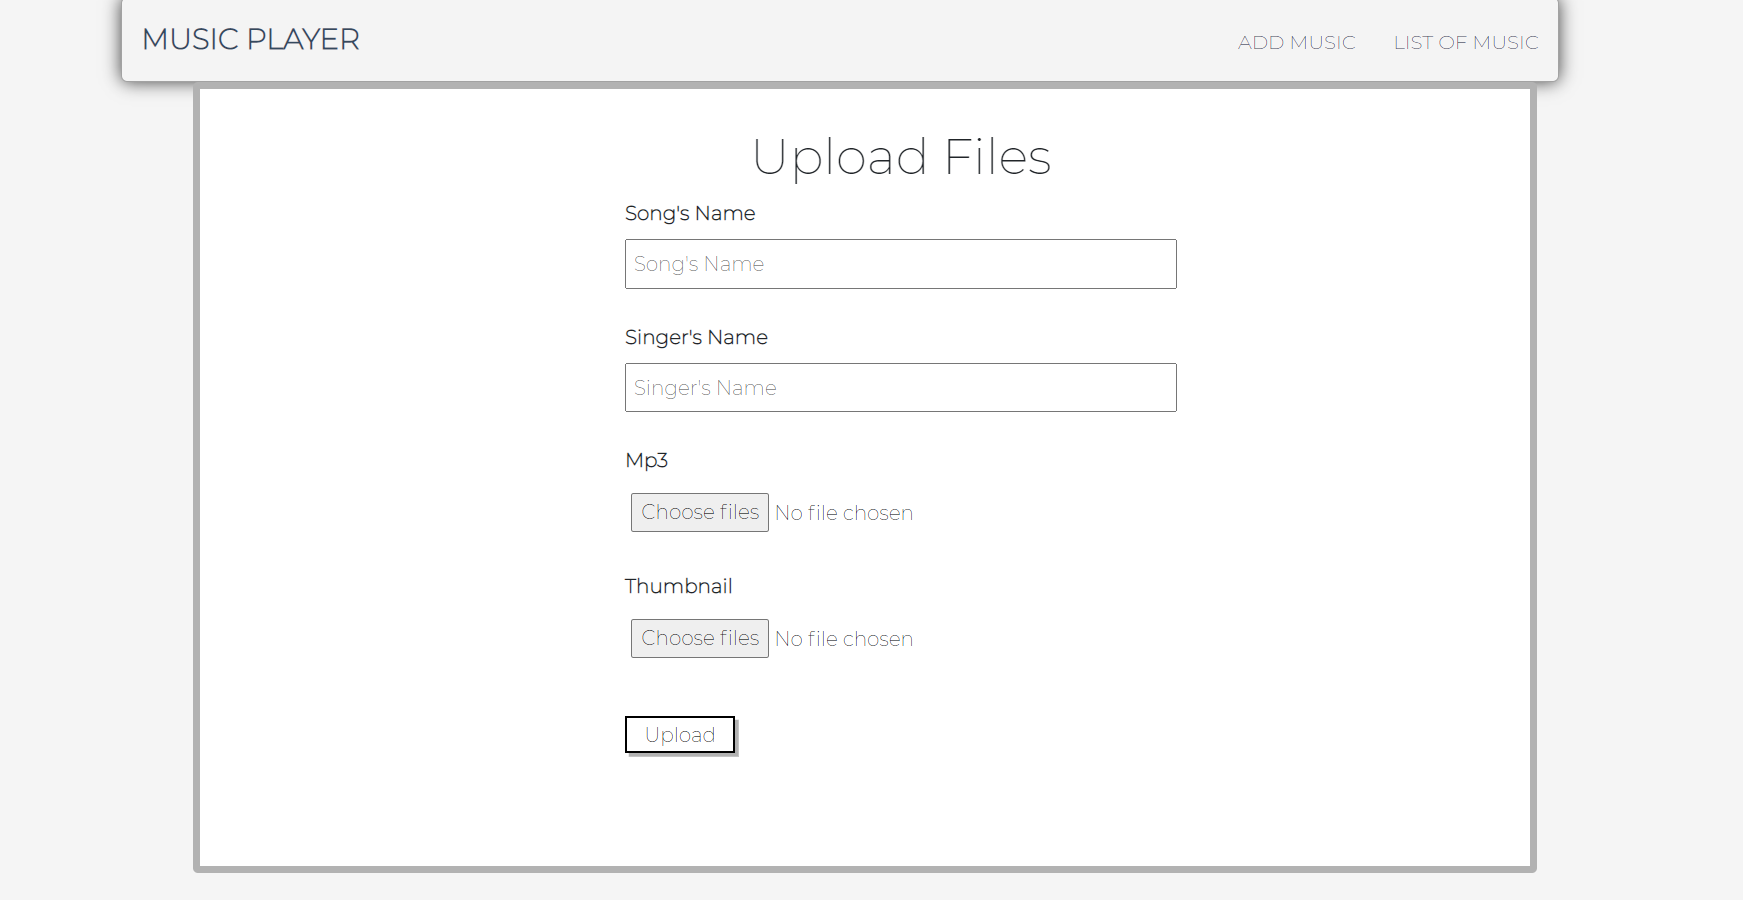 MUSIC PLAYER
ADD MUSIC
LIST OF MUSIC
Upload Files
Song's Name
Song's Name
Singer's Name
Singer's Name
Mp3
Choose files No file chosen
Thumbnail
Choose files No file chosen
Upload